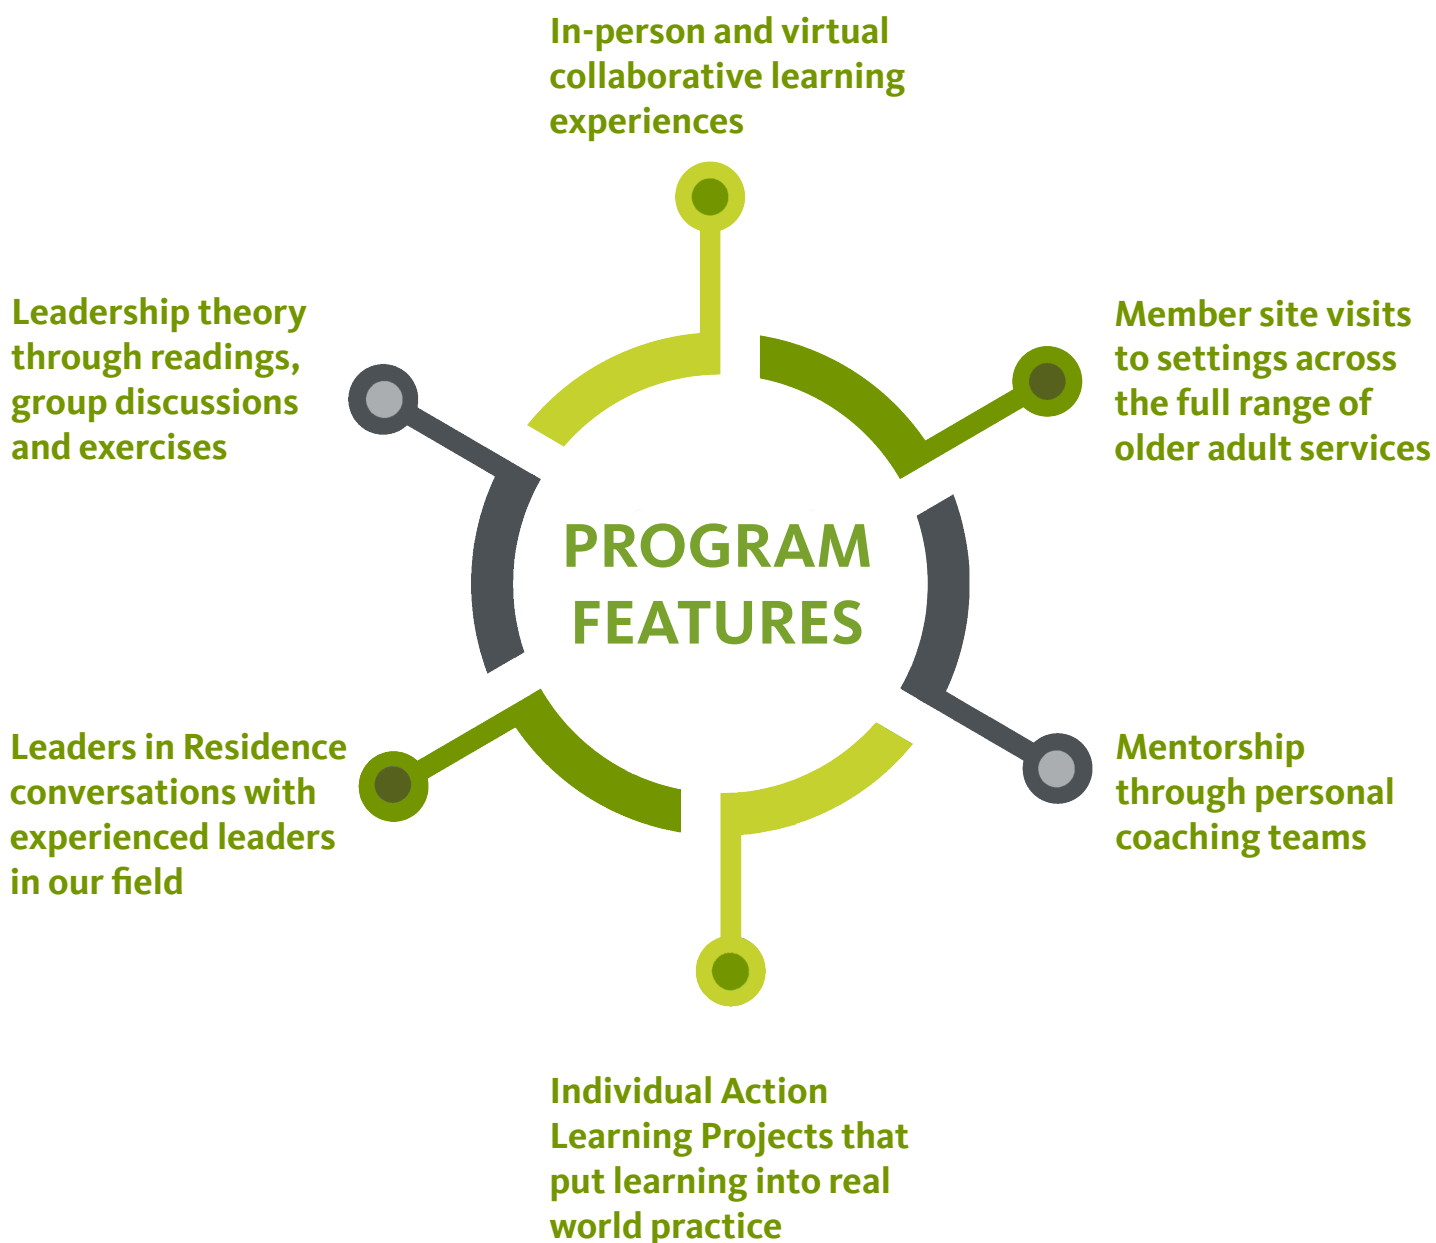 In-person and virtual
collaborative learning
experiences
Member site visits
to settings across
the full range of
older adult services
Mentorship
through personal
coaching teams
Individual Action
Learning Projects that
put learning into real
world practice
Leaders in Residence
conversations with
experienced leaders
in our field
Leadership theory
through readings,
group discussions
and exercises
PROGRAM
FEATURES